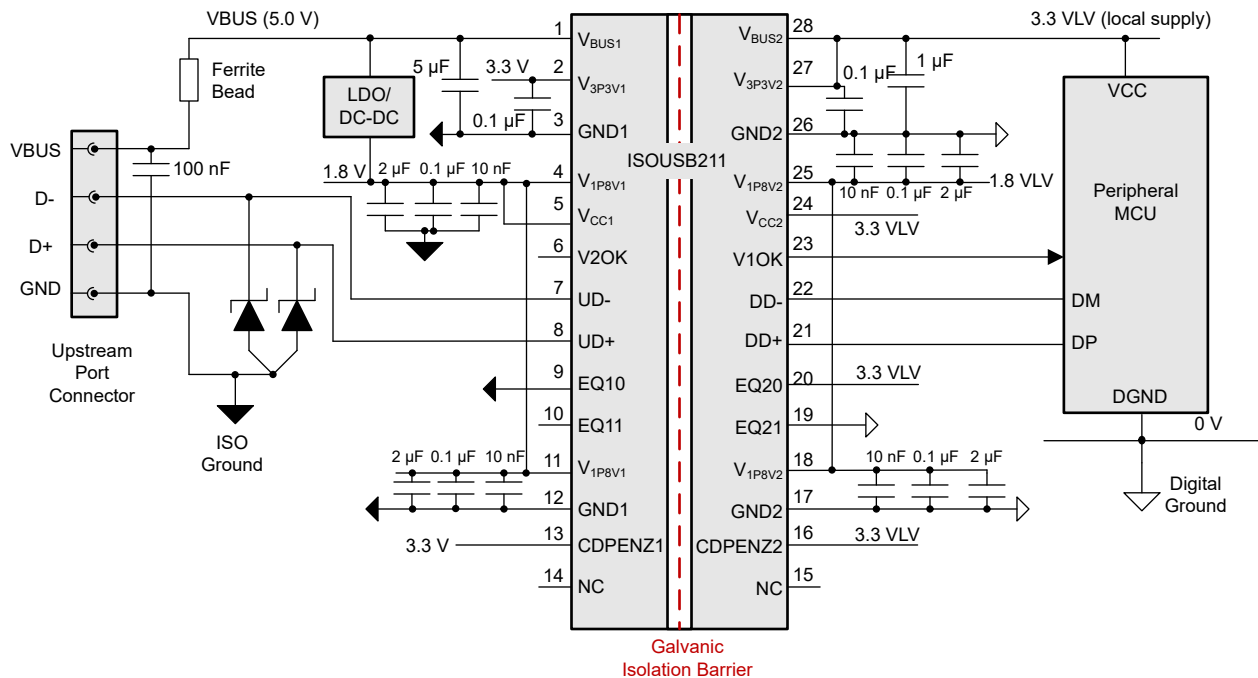 VBUS (5.0 V)
3.3 VLV (local supply)
Ferrite
Bead
LDO/
DC-DC
5 µF
3.3 V
0.1 µF
1.8 V
2 µF
0.1 µF
10 nF
VBUS
D-
D+
GND
100 nF
Upstream
Port
Connector
ISO
Ground
2 µF
0.1 µF
10 nF
3.3 V
1
2
3
4
5
6
7
8
9
10
11
12
13
14
VBUS1
V3P3V1
GND1
V1P8V1
VCC1
V2OK
UD-
UD+
EQ10
EQ11
V1P8V1
GND1
CDPENZ1
NC
ISOUSB211
VBUS2
V3P3V2
GND2
V1P8V2
VCC2
V1OK
DD-
DD+
EQ20
EQ21
V1P8V2
GND2
CDPENZ2
NC
28
27
26
25
24
23
22
21
20
19
18
17
16
15
0.1 µF
1 µF
10 nF
0.1 µF
2 µF
1.8 VLV
3.3 VLV
3.3 VLV
10 nF
0.1 µF
2 µF
3.3 VLV
VCC
Peripheral
MCU
DM
DP
DGND
0 V
Digital
Ground
Galvanic
Isolation Barrier